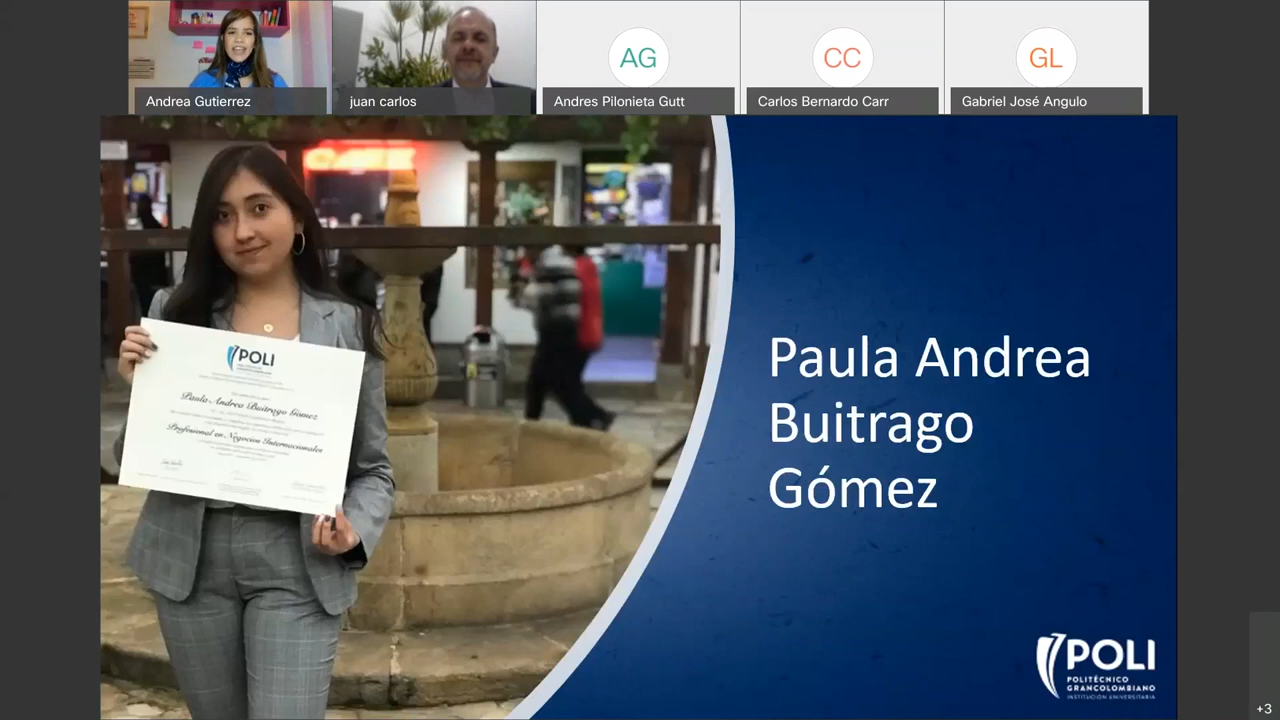 AG
CC
GL
Andrea Gutierrez
juan carlos
Andres Pilonieta Gutt
Carlos Bernardo Carr
Gabriel José Angulo
POLI
Paula Andrea Buitrago Gómez
Profesional en Negocios Internacionales
Paula Andrea
Buitrago
Gómez
POLI
POLITÉCNICO
GRANCOLOMBIANO
INSTITUCIÓN UNIVERSITARIA
+3